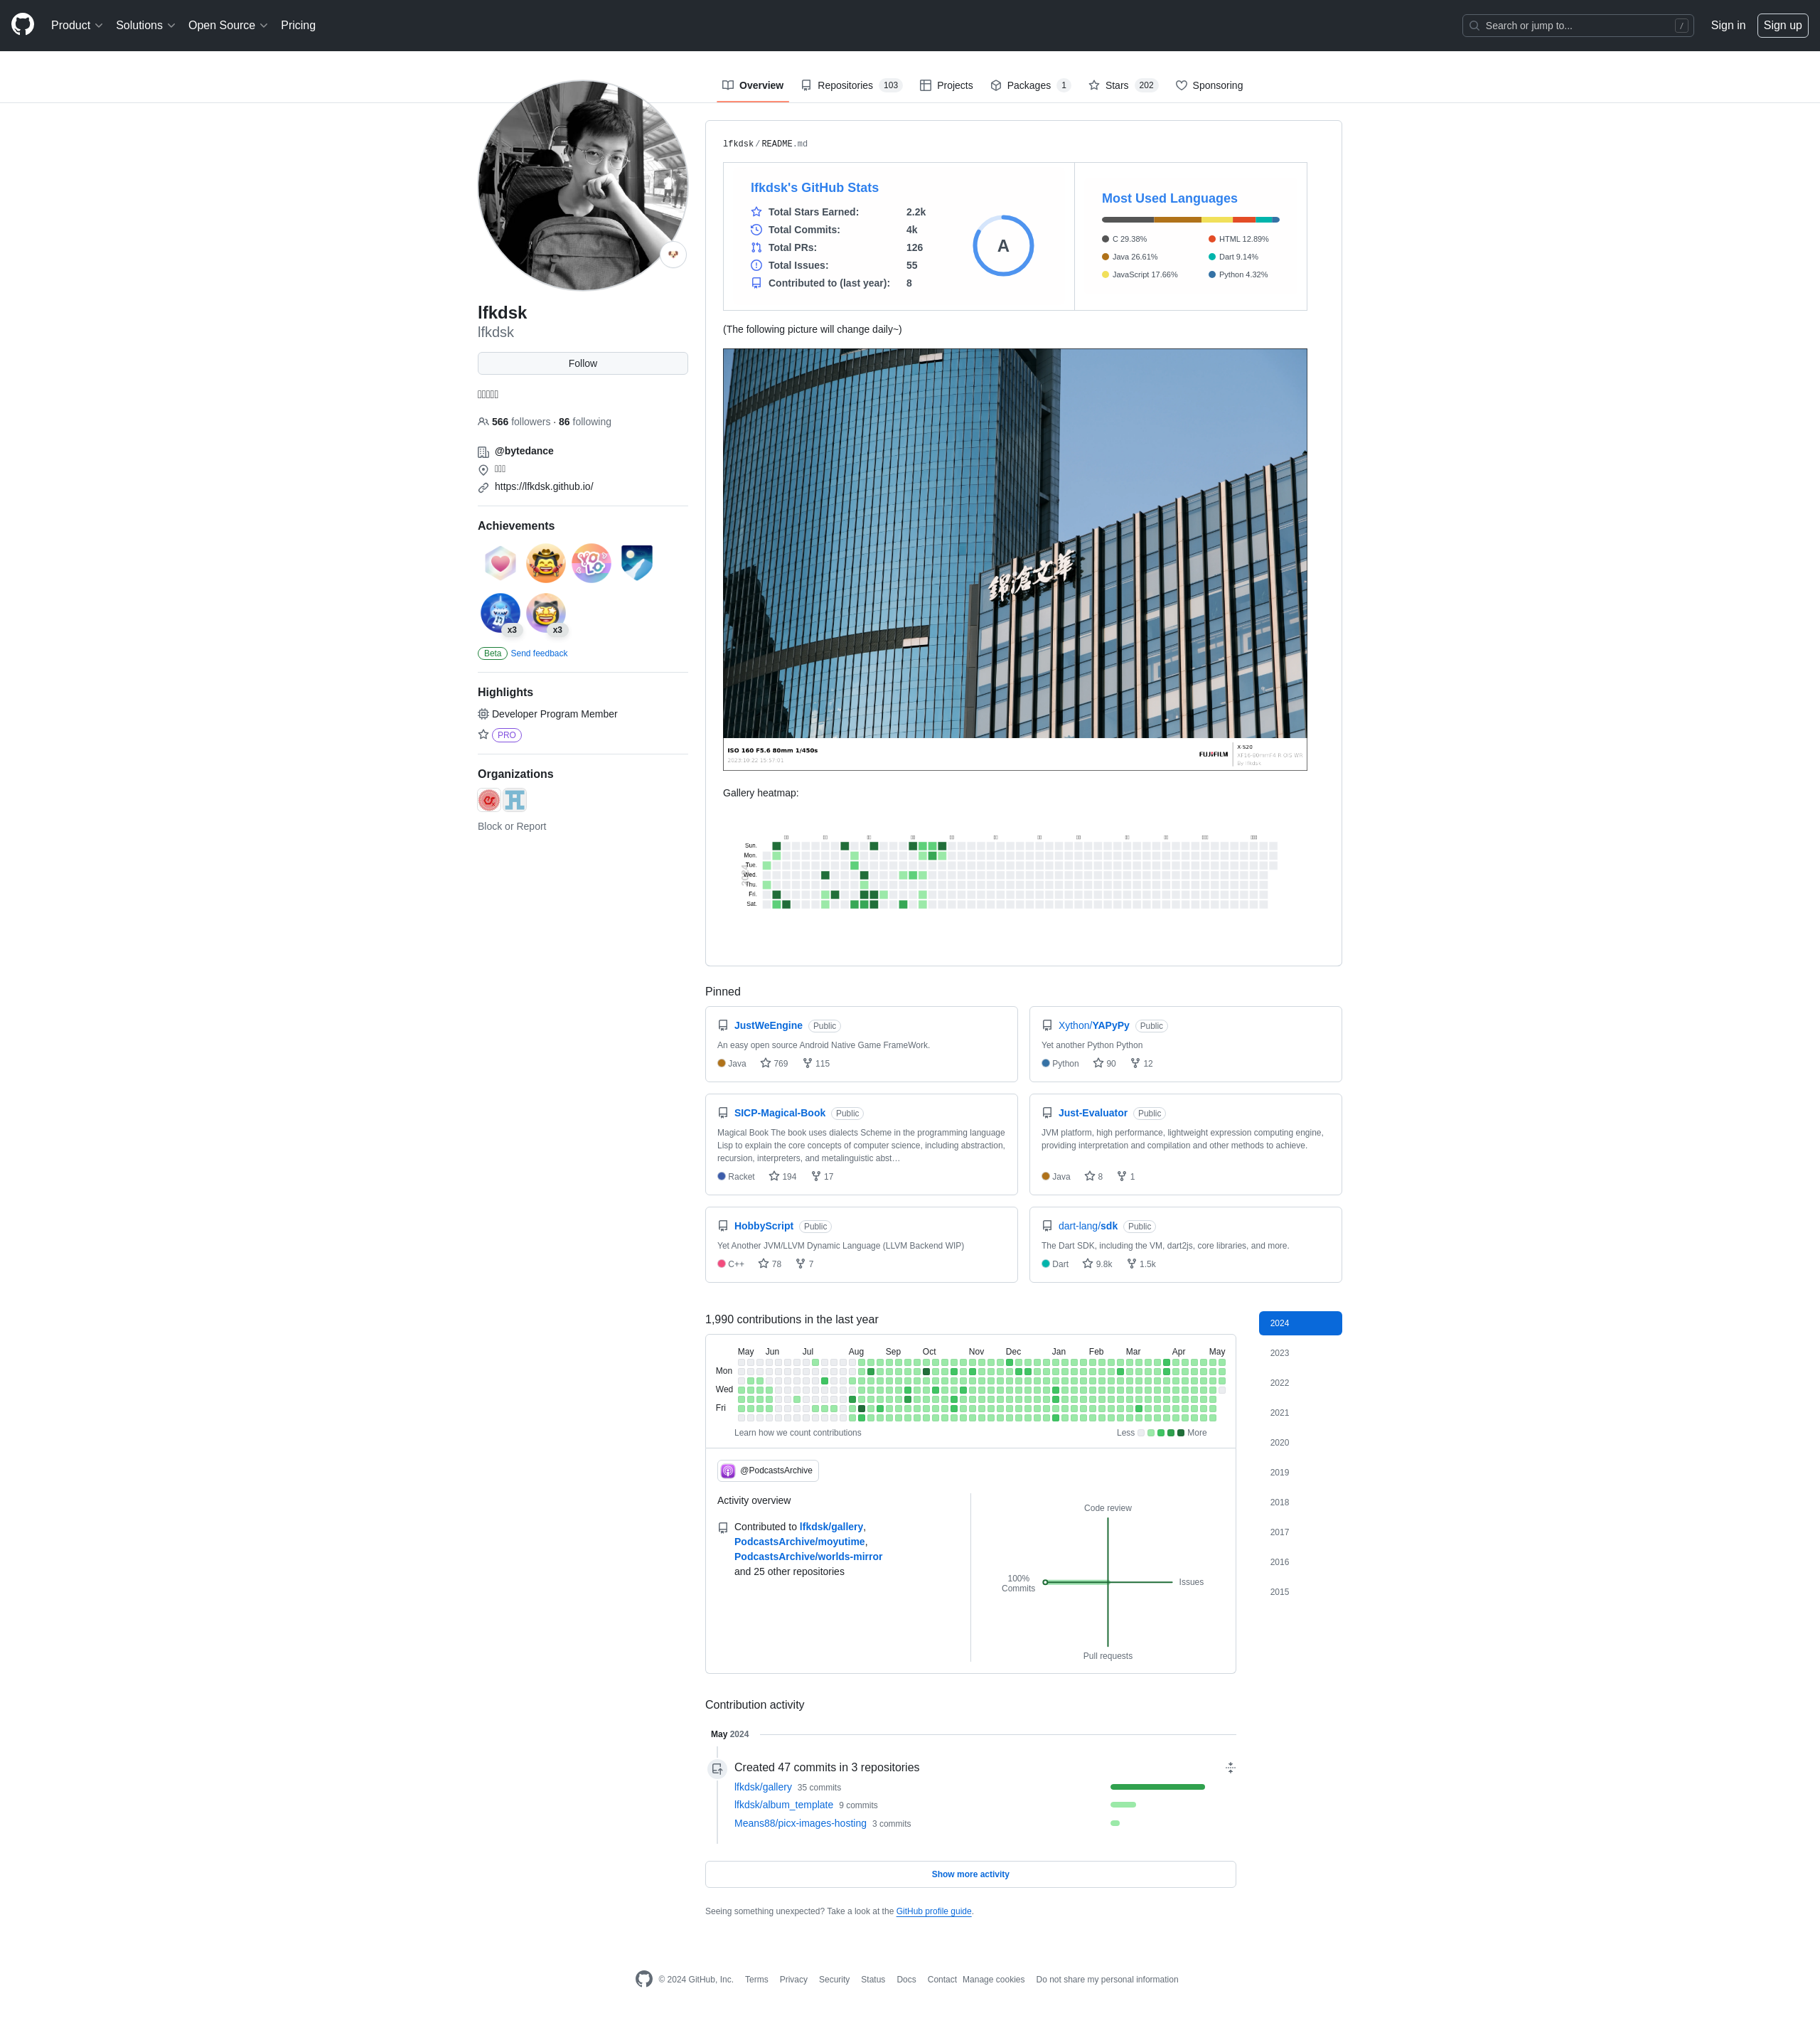 Product Solutions Open Source Pricing Search or jump to... / Sign in Sign up
Overview Repositories 103 Projects Packages 1 Stars 202 Sponsoring
lfkdsk
lfkdsk
Follow
566 followers · 86 following
@bytedance
https://lfkdsk.github.io/
Achievements
YOLO
x3 x3
Beta Send feedback
Highlights
Developer Program Member
PRO
Organizations
Block or Report
lfkdsk / README.md
lfkdsk's GitHub Stats
Total Stars Earned: 2.2k
Total Commits: 4k
Total PRs: 126
Total Issues: 55
Contributed to (last year): 8
A
Most Used Languages
C 29.38% HTML 12.89%
Java 26.61% Dart 9.14%
JavaScript 17.66% Python 4.32%
(The following picture will change daily~)
錦滄文華
ISO 160 F5.6 80mm 1/450s
FUJIFILM
X-S20
Gallery heatmap:
Sun.
Mon.
Tue.
Wed.
Thu.
Fri.
Sat.
Pinned
JustWeEngine Public
An easy open source Android Native Game FrameWork.
Java 769 115
Xython/YAPyPy Public
Yet another Python Python
Python 90 12
SICP-Magical-Book Public
Magical Book The book uses dialects Scheme in the programming language
Lisp to explain the core concepts of computer science, including abstraction,
recursion, interpreters, and metalinguistic abst…
Racket 194 17
Just-Evaluator Public
JVM platform, high performance, lightweight expression computing engine,
providing interpretation and compilation and other methods to achieve.
Java 8 1
HobbyScript Public
Yet Another JVM/LLVM Dynamic Language (LLVM Backend WIP)
C++ 78 7
dart-lang/sdk Public
The Dart SDK, including the VM, dart2js, core libraries, and more.
Dart 9.8k 1.5k
1,990 contributions in the last year
May Jun Jul Aug Sep Oct Nov Dec Jan Feb Mar Apr May
Mon
Wed
Fri
Learn how we count contributions Less More
@PodcastsArchive
Activity overview
Contributed to lfkdsk/gallery,
PodcastsArchive/moyutime,
PodcastsArchive/worlds-mirror
and 25 other repositories
Code review
100%
Commits
Issues
Pull requests
2024
2023
2022
2021
2020
2019
2018
2017
2016
2015
Contribution activity
May 2024
Created 47 commits in 3 repositories
lfkdsk/gallery 35 commits
lfkdsk/album_template 9 commits
Means88/picx-images-hosting 3 commits
Show more activity
Seeing something unexpected? Take a look at the GitHub profile guide.
© 2024 GitHub, Inc. Terms Privacy Security Status Docs Contact Manage cookies Do not share my personal information